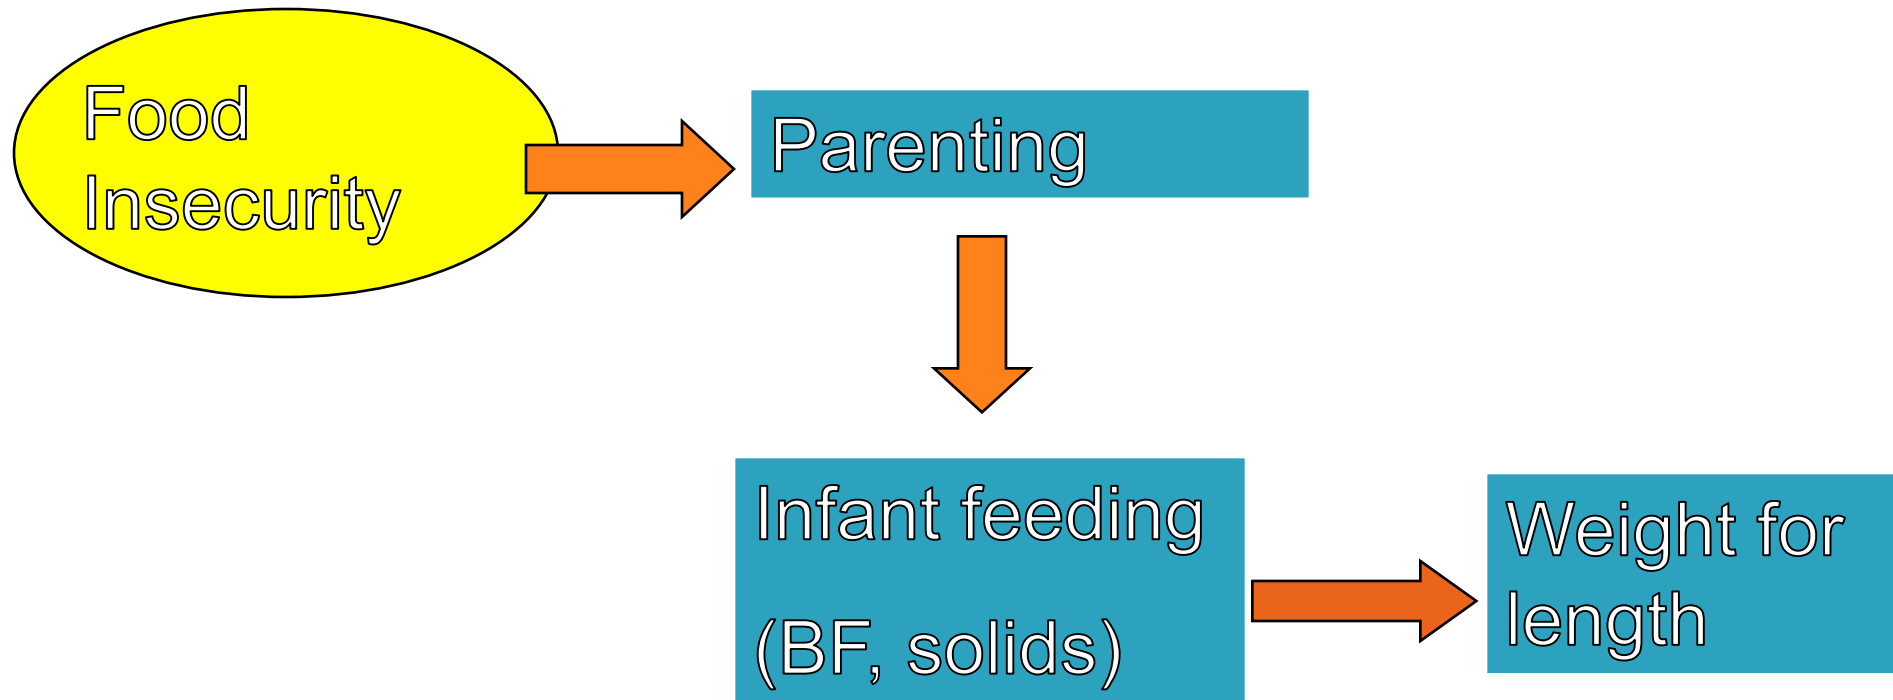 Food
Insecurity
Parenting
Infant feeding
(BF, solids)
Weight for
length